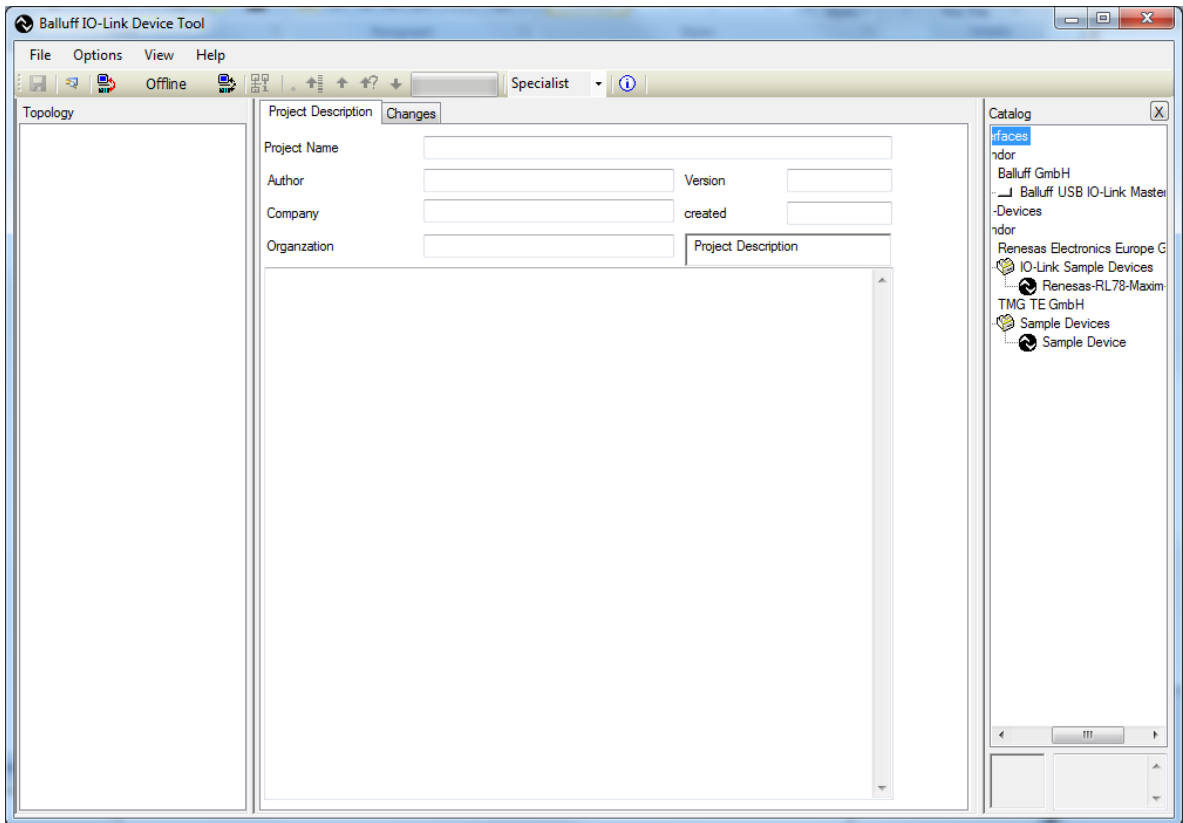 Balluff IO-Link Device Tool
File Options View Help
Offline
Specialist
Topology
Project Description Changes
Project Name
Author
Version
Company
created
Organzation
Project Description
Catalog X
rfaces
ndor
Balluff GmbH
Balluff USB IO-Link Master
-Devices
ndor
Renesas Electronics Europe G
IO-Link Sample Devices
Renesas-RL78-Maxim-
TMG TE GmbH
Sample Devices
Sample Device